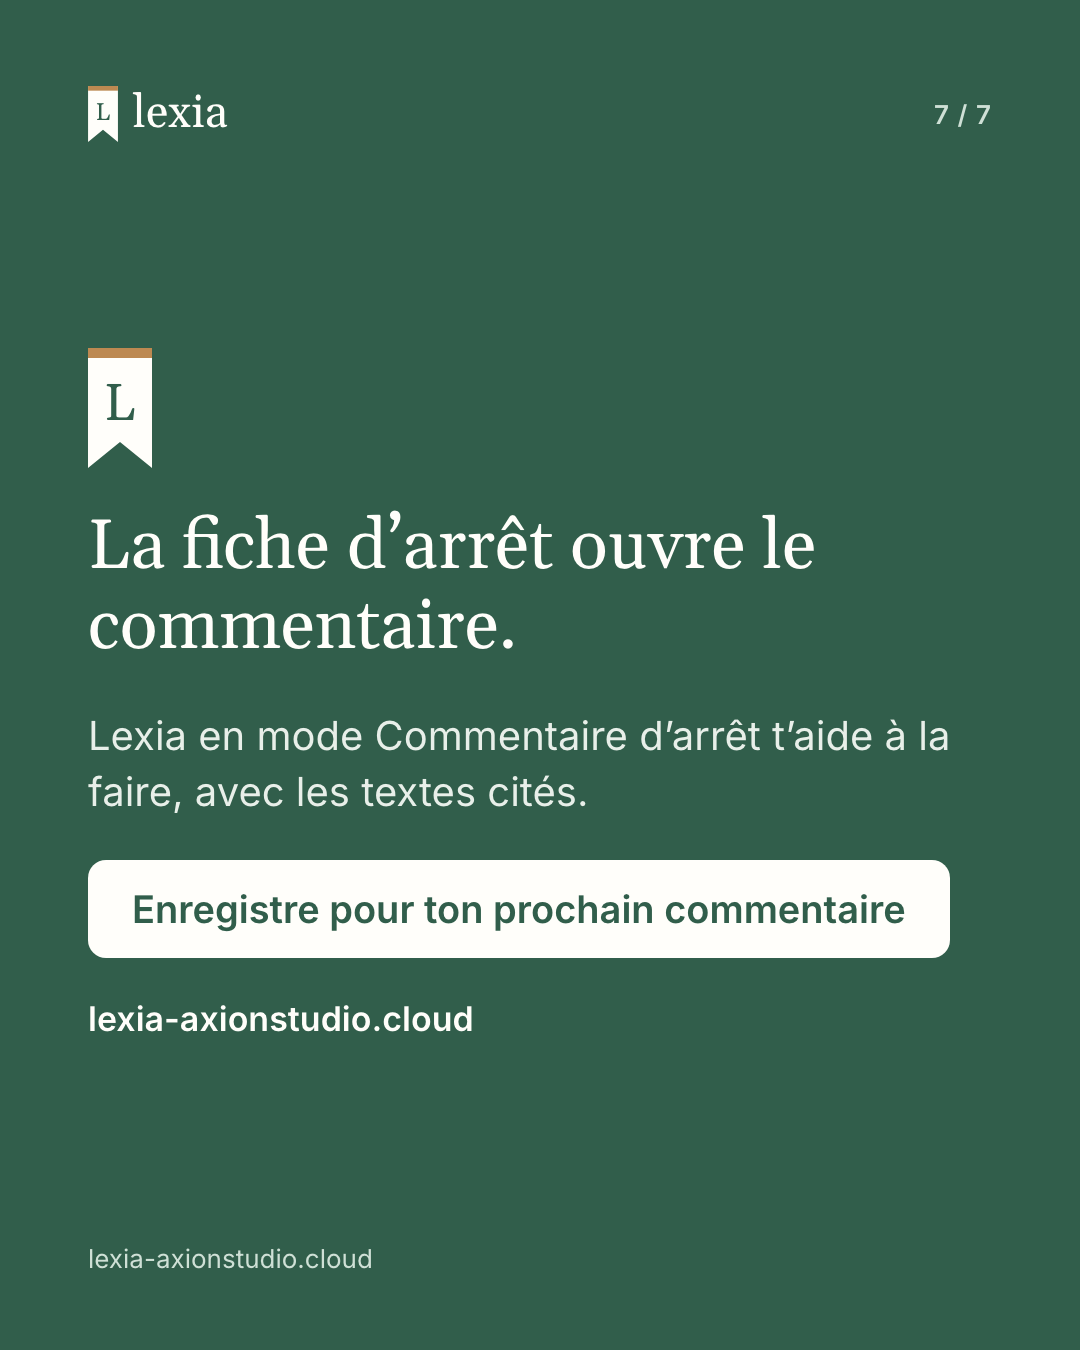 L lexia
7 / 7
L
La fiche d’arrêt ouvre le
commentaire.
Lexia en mode Commentaire d’arrêt t’aide à la
faire, avec les textes cités.
Enregistre pour ton prochain commentaire
lexia-axionstudio.cloud
lexia-axionstudio.cloud